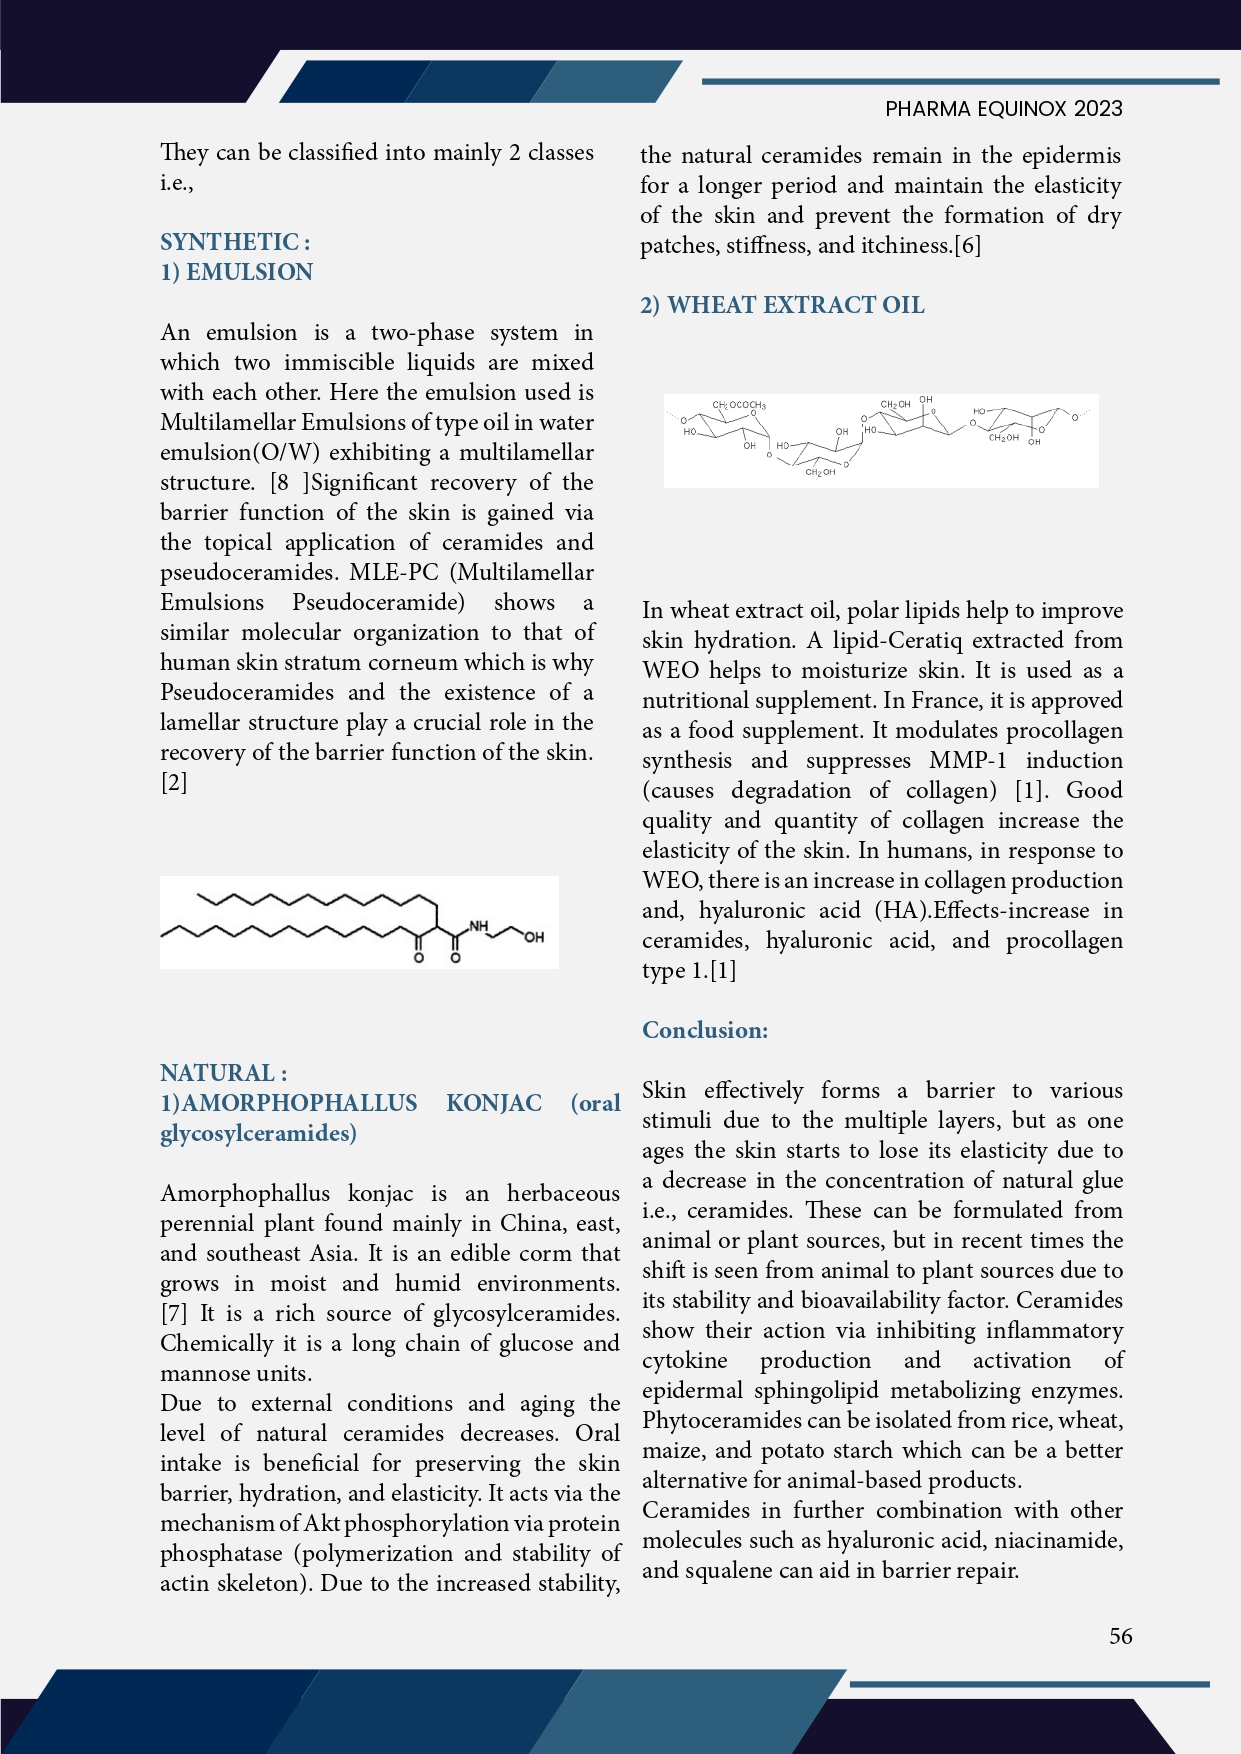 PHARMA EQUINOX 2023
They can be classified into mainly 2 classes
i.e.,
SYNTHETIC :
1) EMULSION
An emulsion is a two-phase system in
which two immiscible liquids are mixed
with each other. Here the emulsion used is
Multilamellar Emulsions of type oil in water
emulsion(O/W) exhibiting a multilamellar
structure. [8 ]Significant recovery of the
barrier function of the skin is gained via
the topical application of ceramides and
pseudoceramides. MLE-PC (Multilamellar
Emulsions Pseudoceramide) shows a
similar molecular organization to that of
human skin stratum corneum which is why
Pseudoceramides and the existence of a
lamellar structure play a crucial role in the
recovery of the barrier function of the skin.
[2]
NH
OH
O O
NATURAL :
1)AMORPHOPHALLUS KONJAC (oral
glycosylceramides)
Amorphophallus konjac is an herbaceous
perennial plant found mainly in China, east,
and southeast Asia. It is an edible corm that
grows in moist and humid environments.
[7] It is a rich source of glycosylceramides.
Chemically it is a long chain of glucose and
mannose units.
Due to external conditions and aging the
level of natural ceramides decreases. Oral
intake is beneficial for preserving the skin
barrier, hydration, and elasticity. It acts via the
mechanism of Akt phosphorylation via protein
phosphatase (polymerization and stability of
actin skeleton). Due to the increased stability,
the natural ceramides remain in the epidermis
for a longer period and maintain the elasticity
of the skin and prevent the formation of dry
patches, stiffness, and itchiness.[6]
2) WHEAT EXTRACT OIL
CH2OCOCH3 CH2OH OH
O O O O HO O
HO OH HO CH2OH OH O
OH HO O
O O
CH2OH
In wheat extract oil, polar lipids help to improve
skin hydration. A lipid-Ceratiq extracted from
WEO helps to moisturize skin. It is used as a
nutritional supplement. In France, it is approved
as a food supplement. It modulates procollagen
synthesis and suppresses MMP-1 induction
(causes degradation of collagen) [1]. Good
quality and quantity of collagen increase the
elasticity of the skin. In humans, in response to
WEO, there is an increase in collagen production
and, hyaluronic acid (HA).Effects-increase in
ceramides, hyaluronic acid, and procollagen
type 1.[1]
Conclusion:
Skin effectively forms a barrier to various
stimuli due to the multiple layers, but as one
ages the skin starts to lose its elasticity due to
a decrease in the concentration of natural glue
i.e., ceramides. These can be formulated from
animal or plant sources, but in recent times the
shift is seen from animal to plant sources due to
its stability and bioavailability factor. Ceramides
show their action via inhibiting inflammatory
cytokine production and activation of
epidermal sphingolipid metabolizing enzymes.
Phytoceramides can be isolated from rice, wheat,
maize, and potato starch which can be a better
alternative for animal-based products.
Ceramides in further combination with other
molecules such as hyaluronic acid, niacinamide,
and squalene can aid in barrier repair.
56